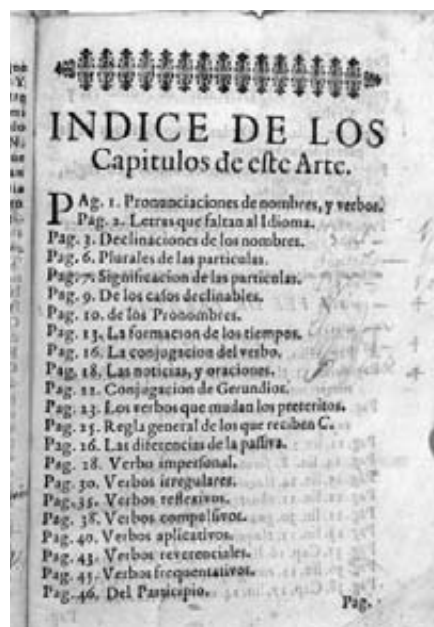 INDICE DE LOS
Capitulos de eſte Arte.
PAg. 1. Pronunciaciones de nombres, y verbos.
Pag. 2. Letras que faltan al Idioma.
Pag. 3. Declinaciones de los nombres.
Pag. 6. Plurales de las particulas.
Pag. 7. Significacion de las particulas.
Pag. 9. De los caſos declinables.
Pag. 10. de los Pronombres.
Pag. 13. La formacion de los tiempos.
Pag. 16. La conjugacion del verbo.
Pag. 18. Las noticias, y oraciones.
Pag. 22. Conjugacion de Gerundios.
Pag. 23. Los verbos que mudan los preteritos.
Pag. 25. Regla general de los que reciben C.
Pag. 26. Las diferencias de la paſſiva.
Pag. 28. Verbo imperſonal.
Pag. 30. Verbos irregulares.
Pag. 35. Verbos reflexivos.
Pag. 38. Verbos compulſivos.
Pag. 40. Verbos aplicativos.
Pag. 43. Verbos reverenciales.
Pag. 45. Verbos frequentativos.
Pag. 46. Del Participio.
Pag.